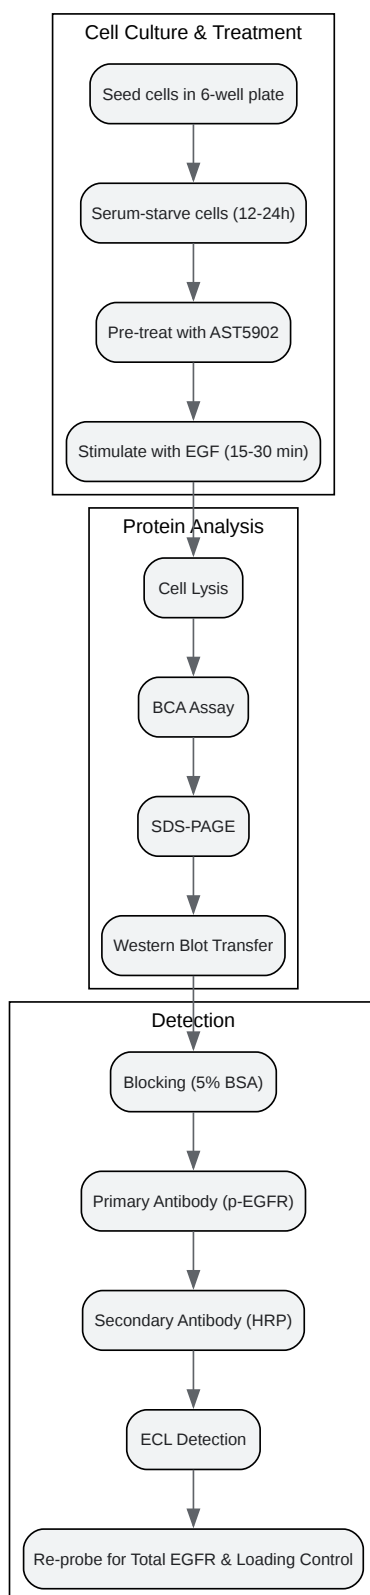 Cell Culture & Treatment
Seed cells in 6-well plate
Serum-starve cells (12-24h)
Pre-treat with AST5902
Stimulate with EGF (15-30 min)
Protein Analysis
Cell Lysis
BCA Assay
SDS-PAGE
Western Blot Transfer
Detection
Blocking (5% BSA)
Primary Antibody (p-EGFR)
Secondary Antibody (HRP)
ECL Detection
Re-probe for Total EGFR & Loading Control